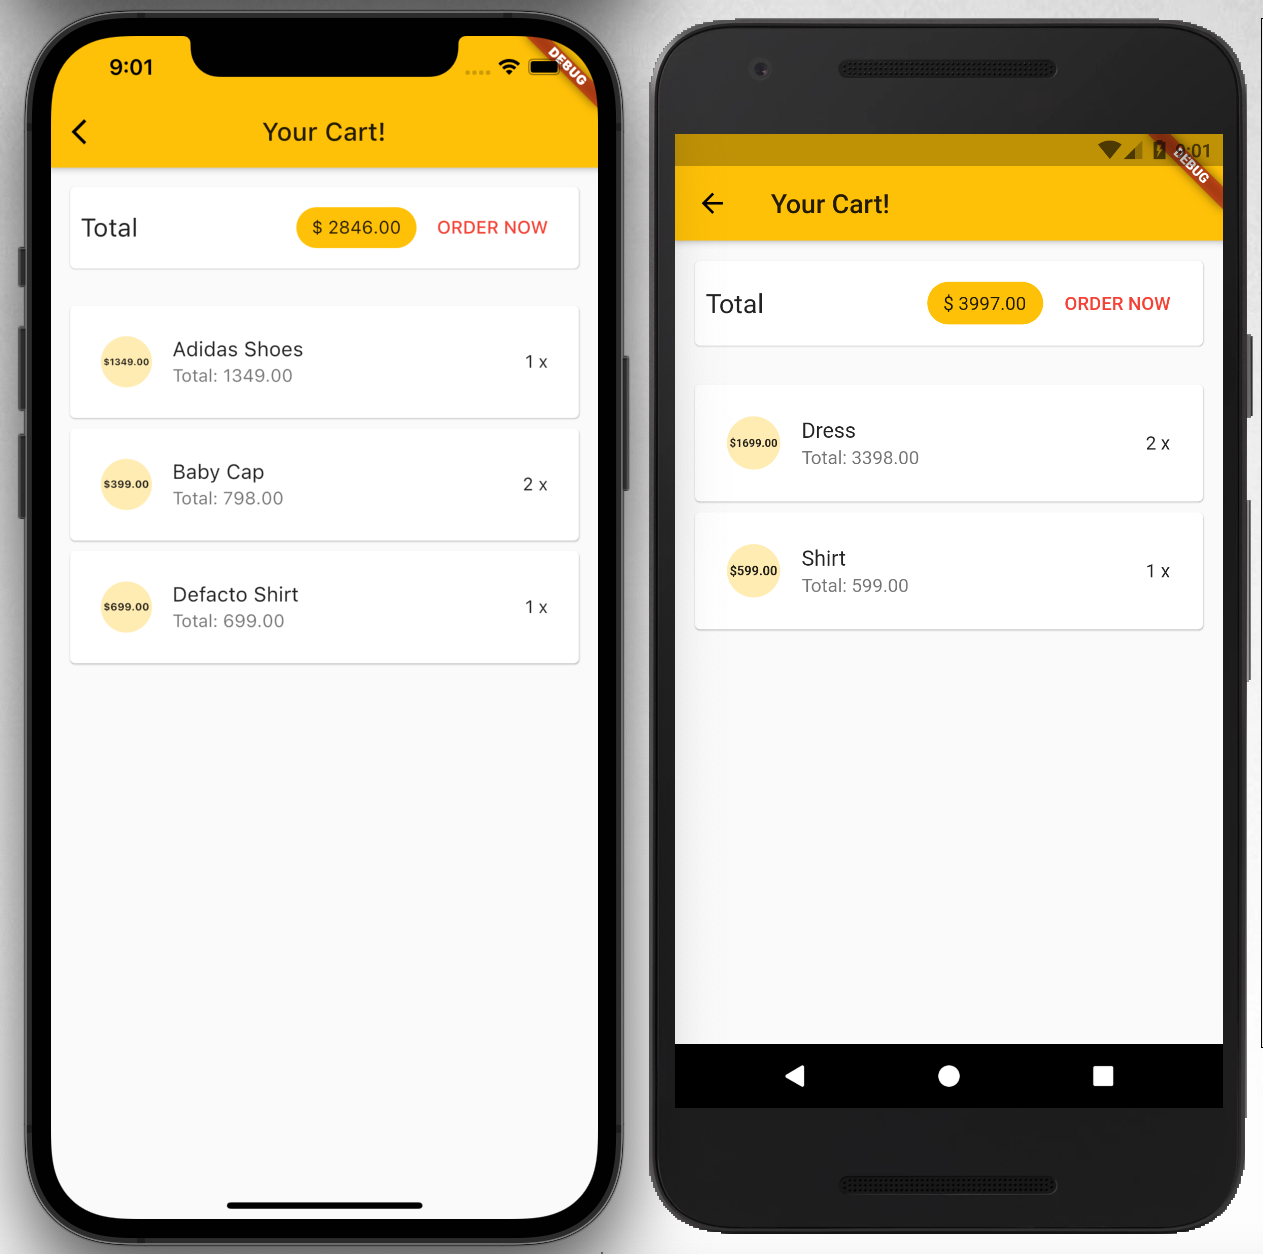 9:01
DEBUG
Your Cart!
Total $ 2846.00 ORDER NOW
$1349.00 Adidas Shoes 1 x
Total: 1349.00
$399.00 Baby Cap 2 x
Total: 798.00
$699.00 Defacto Shirt 1 x
Total: 699.00
9:01
DEBUG
Your Cart!
Total $ 3997.00 ORDER NOW
$1699.00 Dress 2 x
Total: 3398.00
$599.00 Shirt 1 x
Total: 599.00